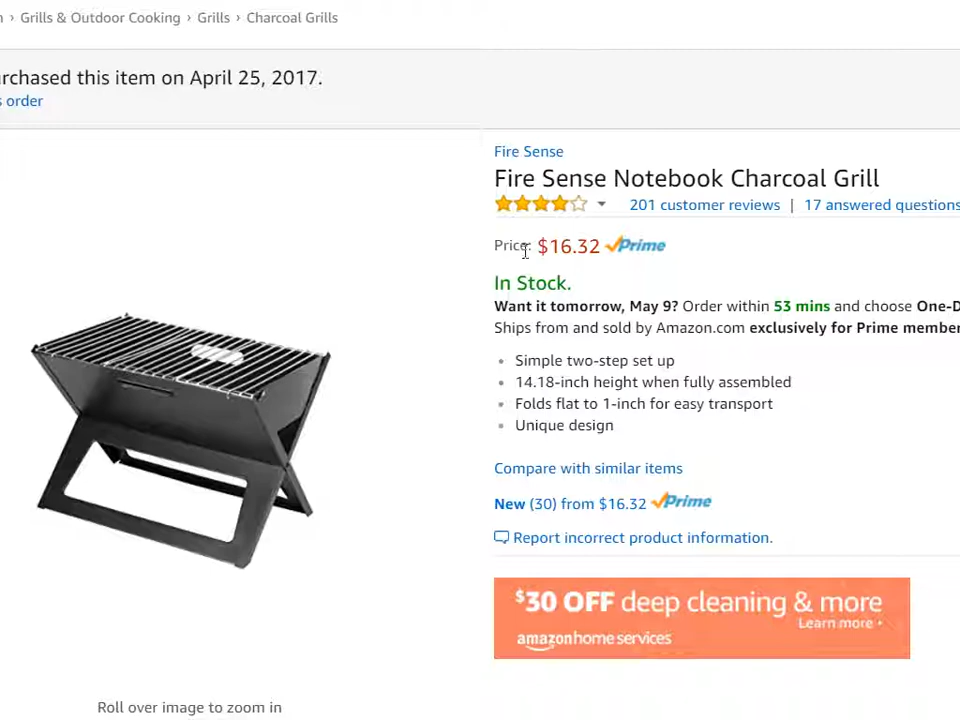 › Grills & Outdoor Cooking › Grills › Charcoal Grills
this item on April 25, 2017.
order
Fire Sense
Fire Sense Notebook Charcoal Grill
201 customer reviews | 17 answered questions
Price: $16.32 Prime
In Stock.
Want it tomorrow, May 9? Order within 53 mins and choose
Ships from and sold by Amazon.com exclusively for Prime
• Simple two-step set up
• 14.18-inch height when fully assembled
• Folds flat to 1-inch for easy transport
• Unique design
Compare with similar items
New (30) from $16.32 Prime
Report incorrect product information.
$30 OFF deep cleaning & more
Learn more ›
amazonhome services
Roll over image to zoom in